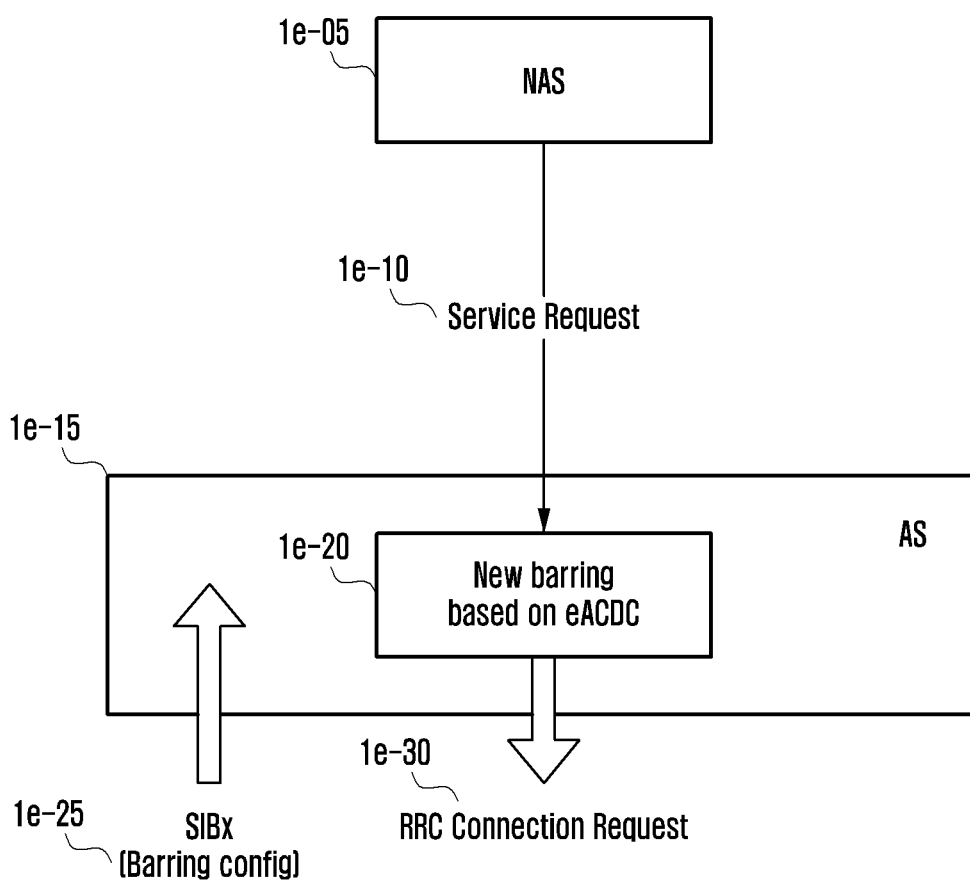 1e-05
NAS
1e-10
Service Request
1e-15
AS
1e-20
New barring
based on eACDC
1e-30
RRC Connection Request
1e-25
SIBx
(Barring config)